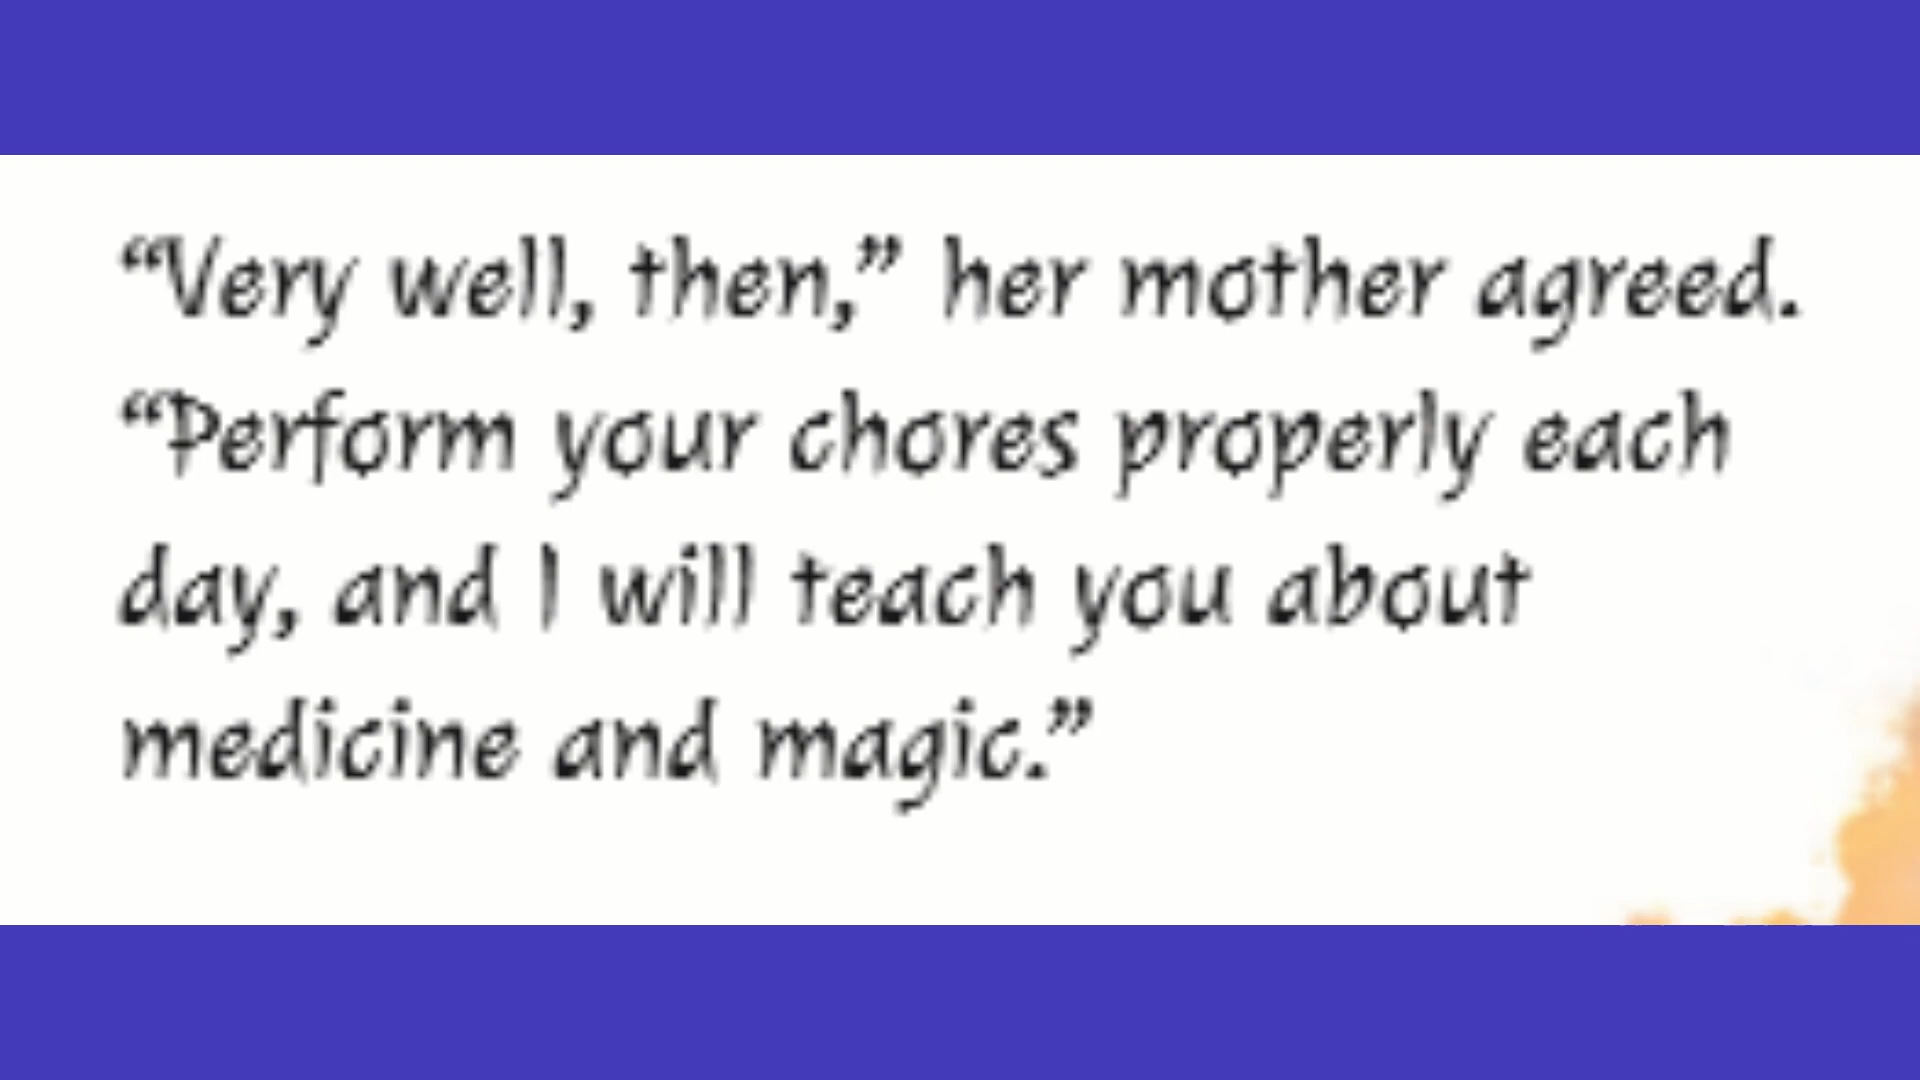 “Very well, then,” her mother agreed.
“Perform your chores properly each
day, and I will teach you about
medicine and magic.”